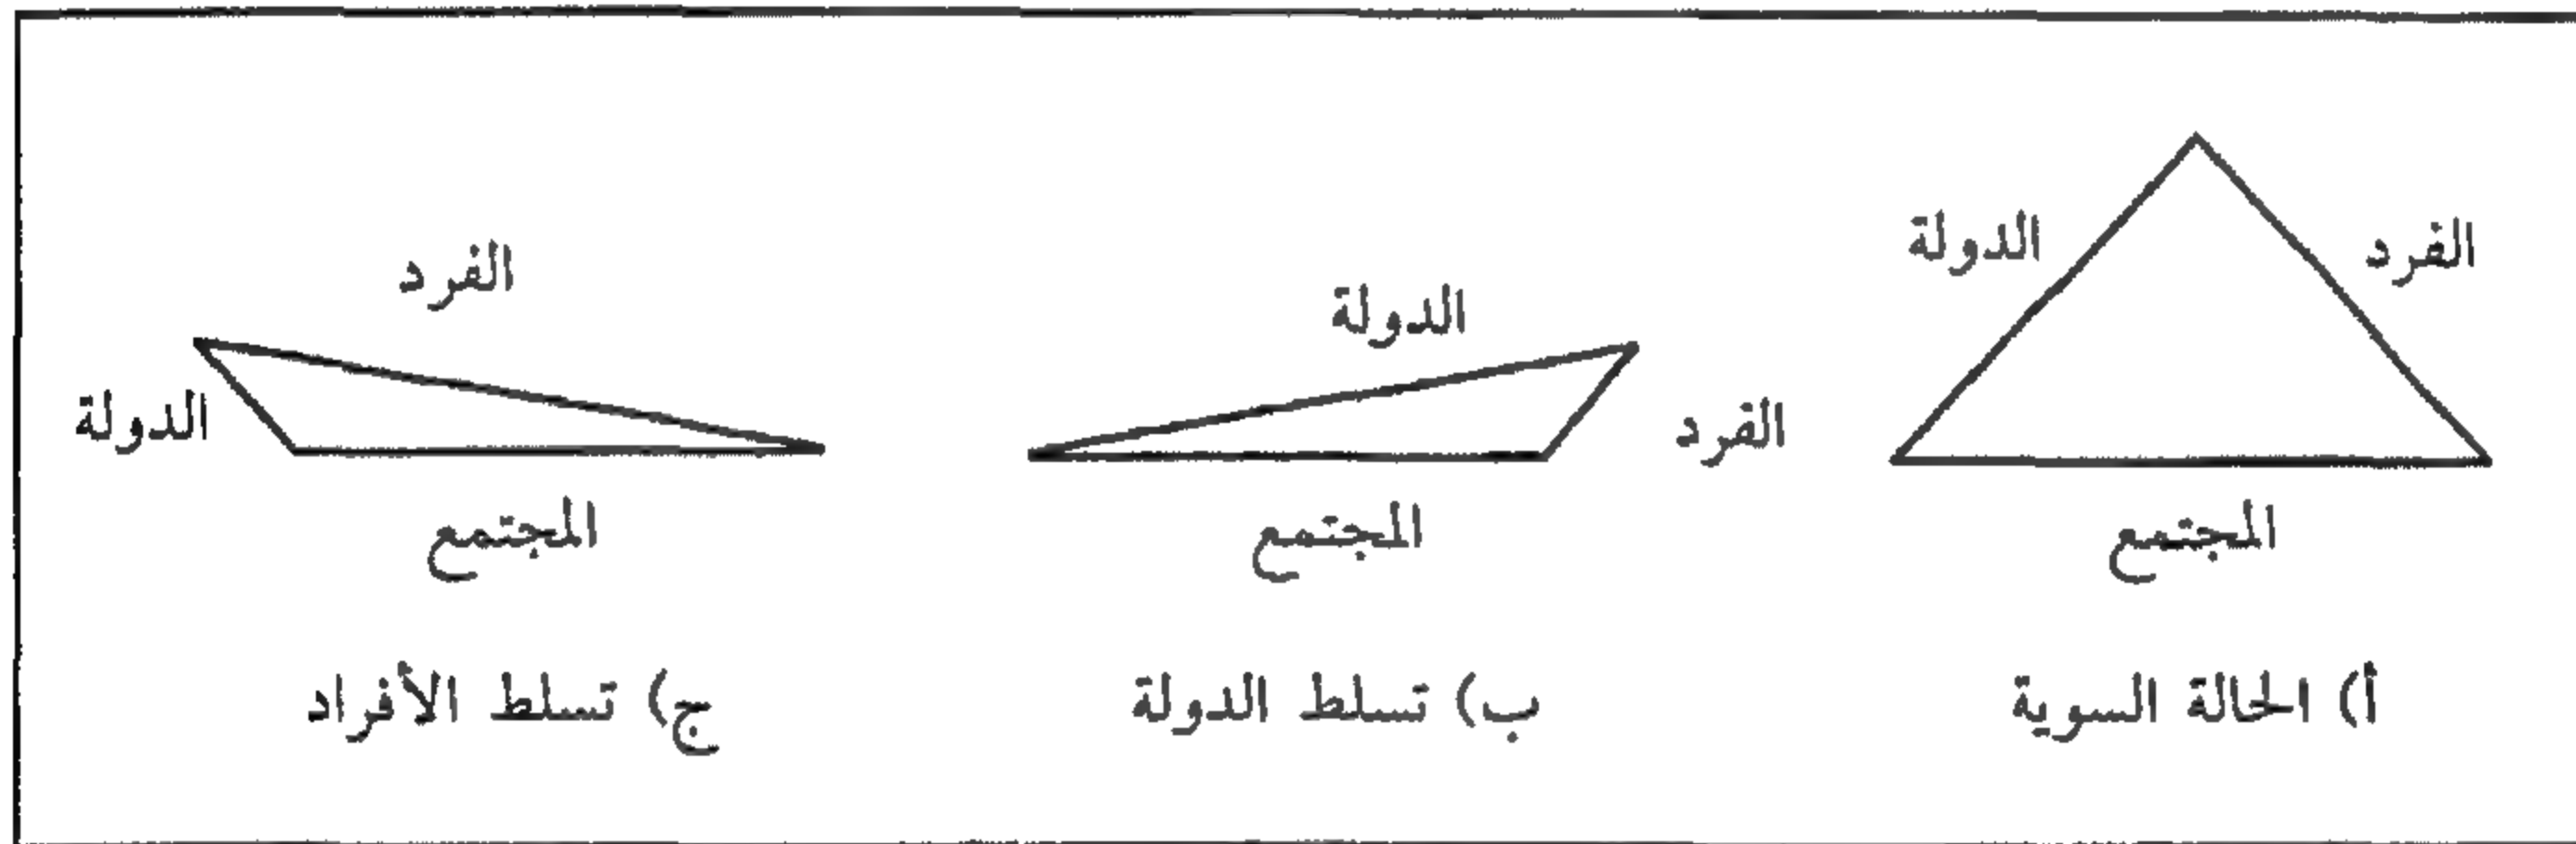 الفرد
الدولة
المجتمع
أ) الحالة السوية
الدولة
الفرد
المجتمع
ب) تسلط الدولة
الفرد
الدولة
المجتمع
ج) تسلط الأفراد